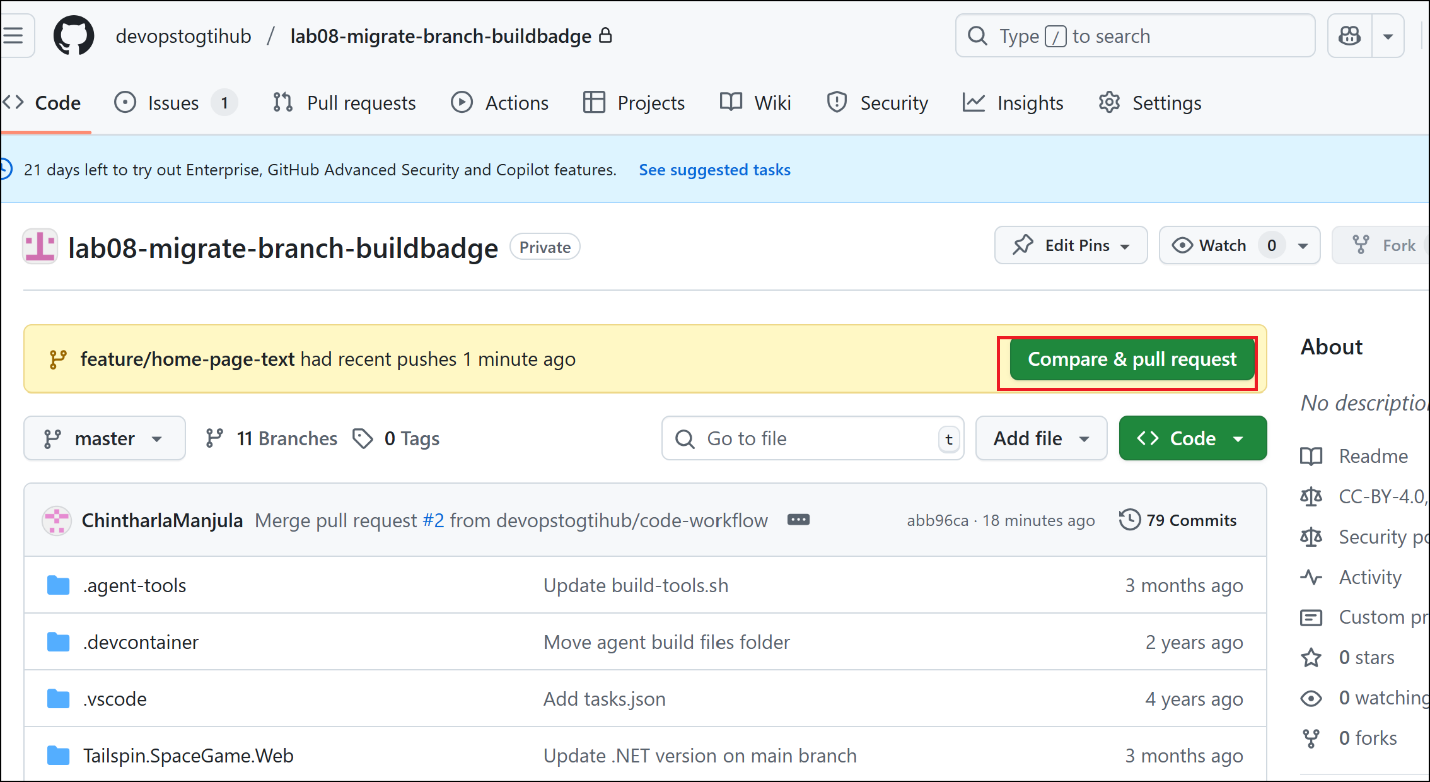 devopstogtihub / lab08-migrate-branch-buildbadge
Type / to search
Code Issues 1 Pull requests Actions Projects Wiki Security Insights Settings
21 days left to try out Enterprise, GitHub Advanced Security and Copilot features. See suggested tasks
lab08-migrate-branch-buildbadge Private
Edit Pins Watch 0 Fork
feature/home-page-text had recent pushes 1 minute ago
Compare & pull request
master 11 Branches 0 Tags
Go to file t
Add file
Code
ChintharlaManjula Merge pull request #2 from devopstogtihub/code-workflow
abb96ca · 18 minutes ago 79 Commits
.agent-tools Update build-tools.sh 3 months ago
.devcontainer Move agent build files folder 2 years ago
.vscode Add tasks.json 4 years ago
Tailspin.SpaceGame.Web Update .NET version on main branch 3 months ago
About
No description
Readme
CC-BY-4.0,
Security po
Activity
Custom pr
0 stars
0 watching
0 forks